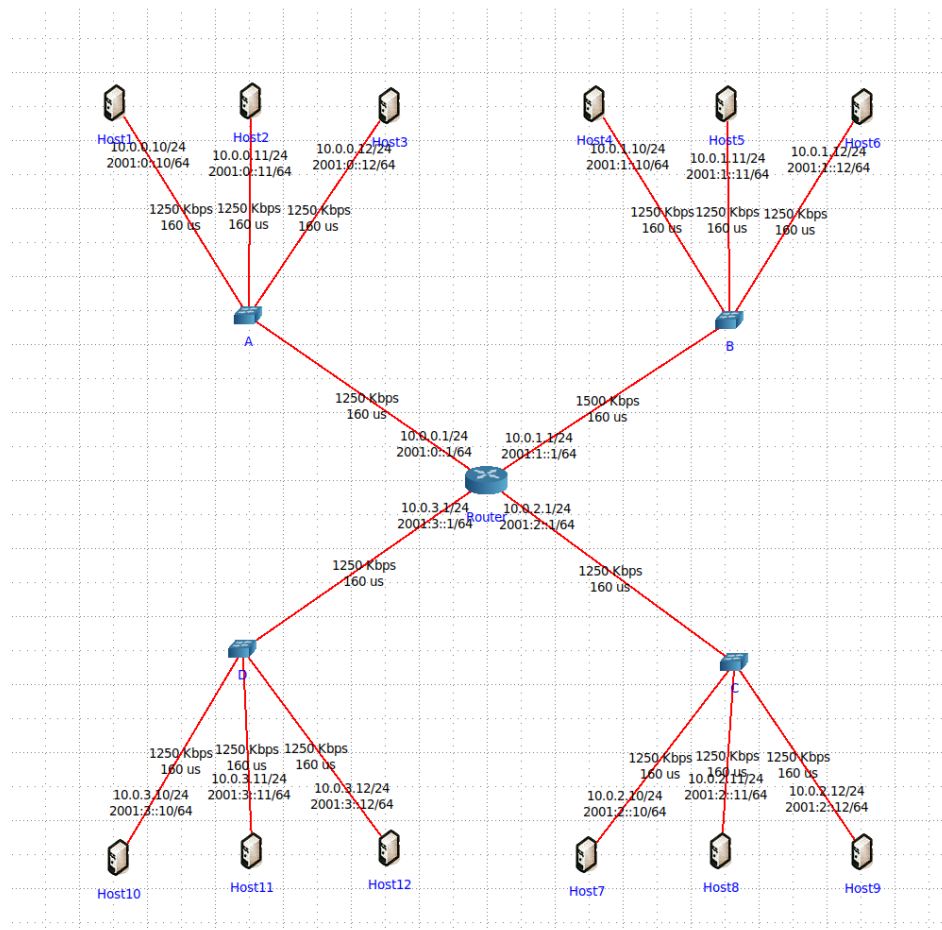 Host1
10.0.0.10/24
2001:0::10/64
Host2
10.0.0.11/24
2001:0::11/64
Host3
10.0.0.12/24
2001:0::12/64
Host4
10.0.1.10/24
2001:1::10/64
Host5
10.0.1.11/24
2001:1::11/64
Host6
10.0.1.12/24
2001:1::12/64
1250 Kbps
160 us
1250 Kbps
160 us
1250 Kbps
160 us
1250 Kbps
160 us
1250 Kbps
160 us
1250 Kbps
160 us
A
B
1250 Kbps
160 us
1500 Kbps
160 us
10.0.0.1/24
2001:0::1/64
10.0.1.1/24
2001:1::1/64
Router
10.0.3.1/24
2001:3::1/64
10.0.2.1/24
2001:2::1/64
1250 Kbps
160 us
1250 Kbps
160 us
D
C
1250 Kbps
160 us
1250 Kbps
160 us
1250 Kbps
160 us
1250 Kbps
160 us
1250 Kbps
160 us
1250 Kbps
160 us
10.0.3.10/24
2001:3::10/64
10.0.3.11/24
2001:3::11/64
10.0.3.12/24
2001:3::12/64
10.0.2.10/24
2001:2::10/64
10.0.2.11/24
2001:2::11/64
10.0.2.12/24
2001:2::12/64
Host10
Host11
Host12
Host7
Host8
Host9